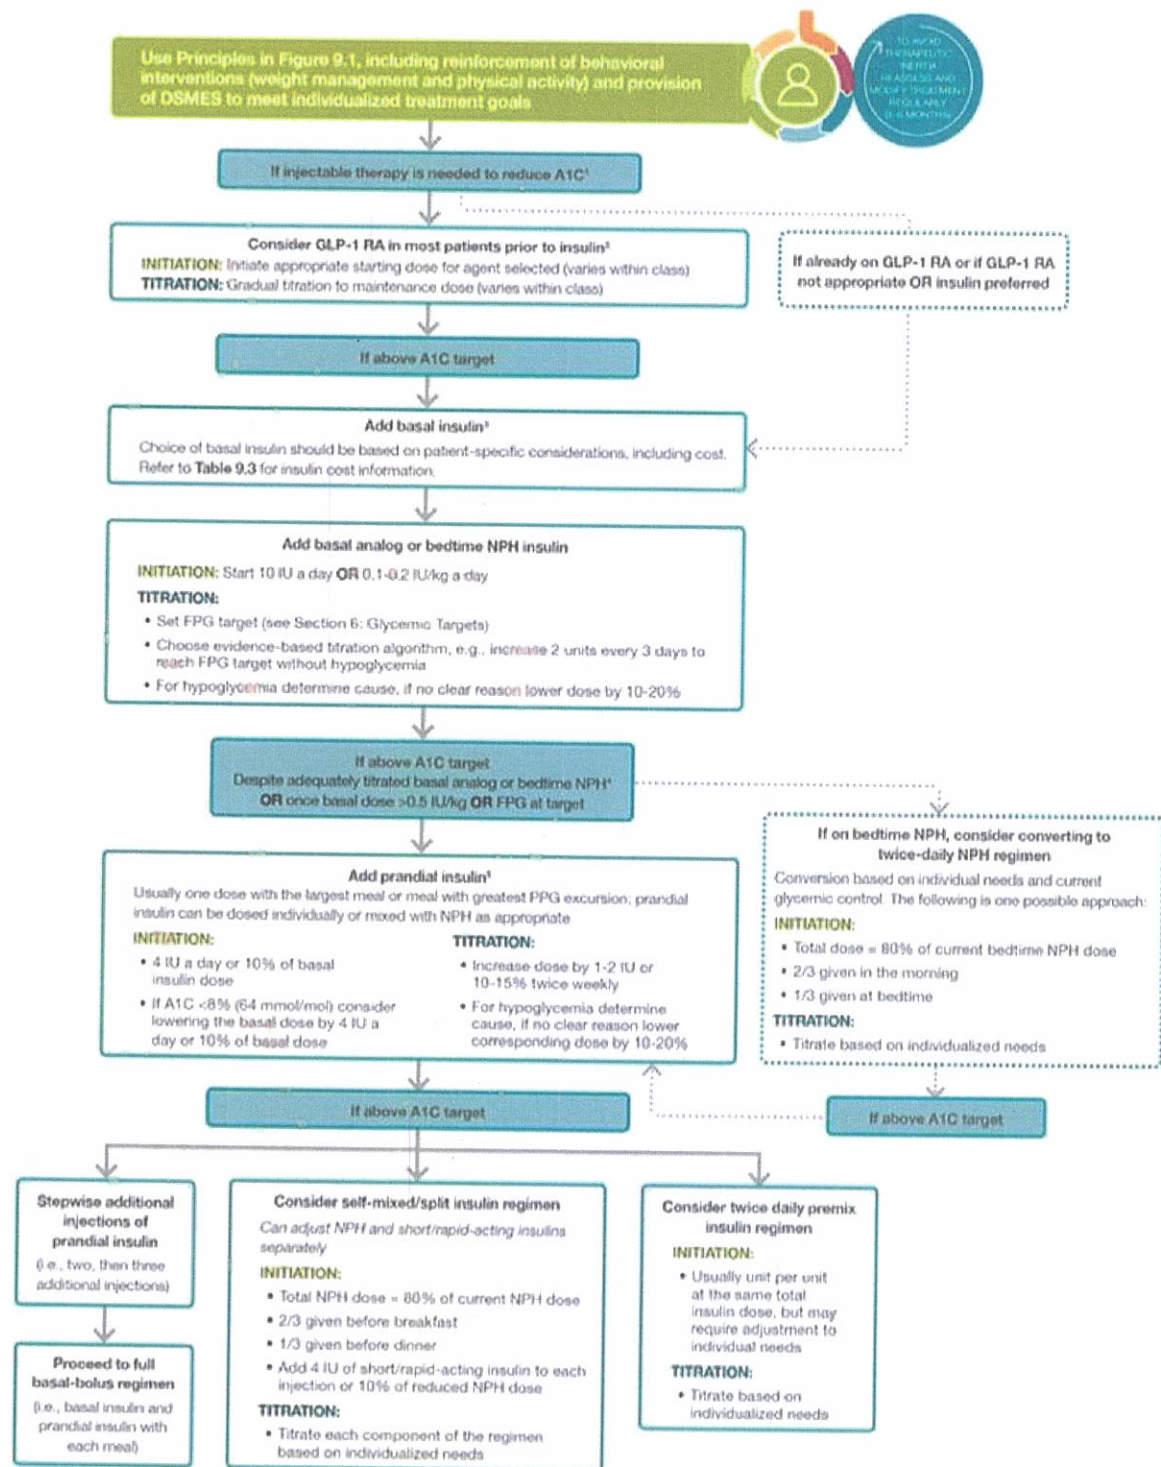 Use Principles in Figure 9.1, including reinforcement of behavioral
interventions (weight management and physical activity) and provision
of DSMES to meet individualized treatment goals
TO AVOID
THERAPEUTIC
INERTIA
REASSESS AND
MODIFY TREATMENT
REGULARLY
(3-6 MONTHS)
If injectable therapy is needed to reduce A1C¹
Consider GLP-1 RA in most patients prior to insulin²
INITIATION: Initiate appropriate starting dose for agent selected (varies within class)
TITRATION: Gradual titration to maintenance dose (varies within class)
If already on GLP-1 RA or if GLP-1 RA
not appropriate OR insulin preferred
If above A1C target
Add basal insulin³
Choice of basal insulin should be based on patient-specific considerations, including cost.
Refer to Table 9.3 for insulin cost information.
Add basal analog or bedtime NPH insulin
INITIATION: Start 10 IU a day OR 0.1-0.2 IU/kg a day
TITRATION:
• Set FPG target (see Section 6: Glycemic Targets)
• Choose evidence-based titration algorithm, e.g., increase 2 units every 3 days to
reach FPG target without hypoglycemia
• For hypoglycemia determine cause, if no clear reason lower dose by 10-20%
If above A1C target
Despite adequately titrated basal analog or bedtime NPH⁴
OR once basal dose >0.5 IU/kg OR FPG at target
If on bedtime NPH, consider converting to
twice-daily NPH regimen
Conversion based on individual needs and current
glycemic control. The following is one possible approach:
INITIATION:
• Total dose = 80% of current bedtime NPH dose
• 2/3 given in the morning
• 1/3 given at bedtime
TITRATION:
• Titrate based on individualized needs
Add prandial insulin⁵
Usually one dose with the largest meal or meal with greatest PPG excursion; prandial
insulin can be dosed individually or mixed with NPH as appropriate
INITIATION:
• 4 IU a day or 10% of basal
insulin dose
• If A1C <8% (64 mmol/mol) consider
lowering the basal dose by 4 IU a
day or 10% of basal dose
TITRATION:
• Increase dose by 1-2 IU or
10-15% twice weekly
• For hypoglycemia determine
cause, if no clear reason lower
corresponding dose by 10-20%
If above A1C target
If above A1C target
Stepwise additional
injections of
prandial insulin
(i.e., two, then three
additional injections)
Proceed to full
basal-bolus regimen
(i.e., basal insulin and
prandial insulin with
each meal)
Consider self-mixed/split insulin regimen
Can adjust NPH and short/rapid-acting insulins
separately
INITIATION:
• Total NPH dose = 80% of current NPH dose
• 2/3 given before breakfast
• 1/3 given before dinner
• Add 4 IU of short/rapid-acting insulin to each
injection or 10% of reduced NPH dose
TITRATION:
• Titrate each component of the regimen
based on individualized needs
Consider twice daily premix
insulin regimen
INITIATION:
• Usually unit per unit
at the same total
insulin dose, but may
require adjustment to
individual needs
TITRATION:
• Titrate based on
individualized needs